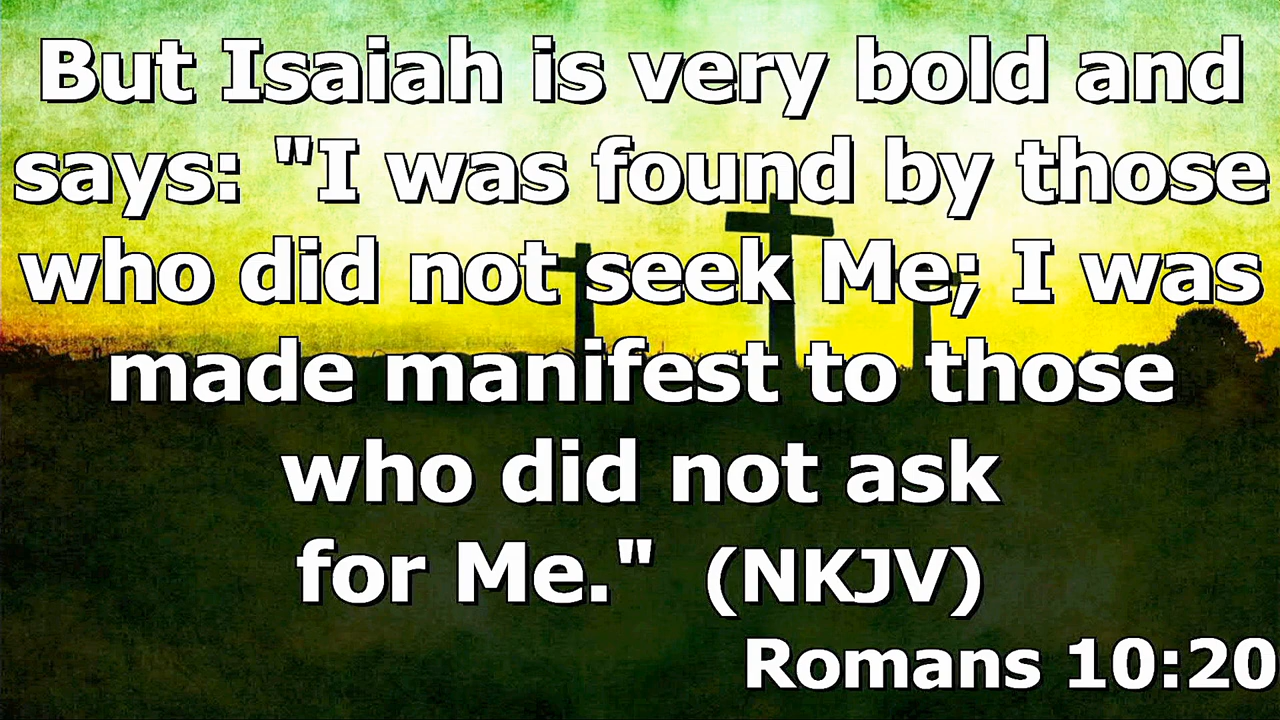 But Isaiah is very bold and
says: "I was found by those
who did not seek Me; I was
made manifest to those
who did not ask
for Me." (NKJV)
Romans 10:20